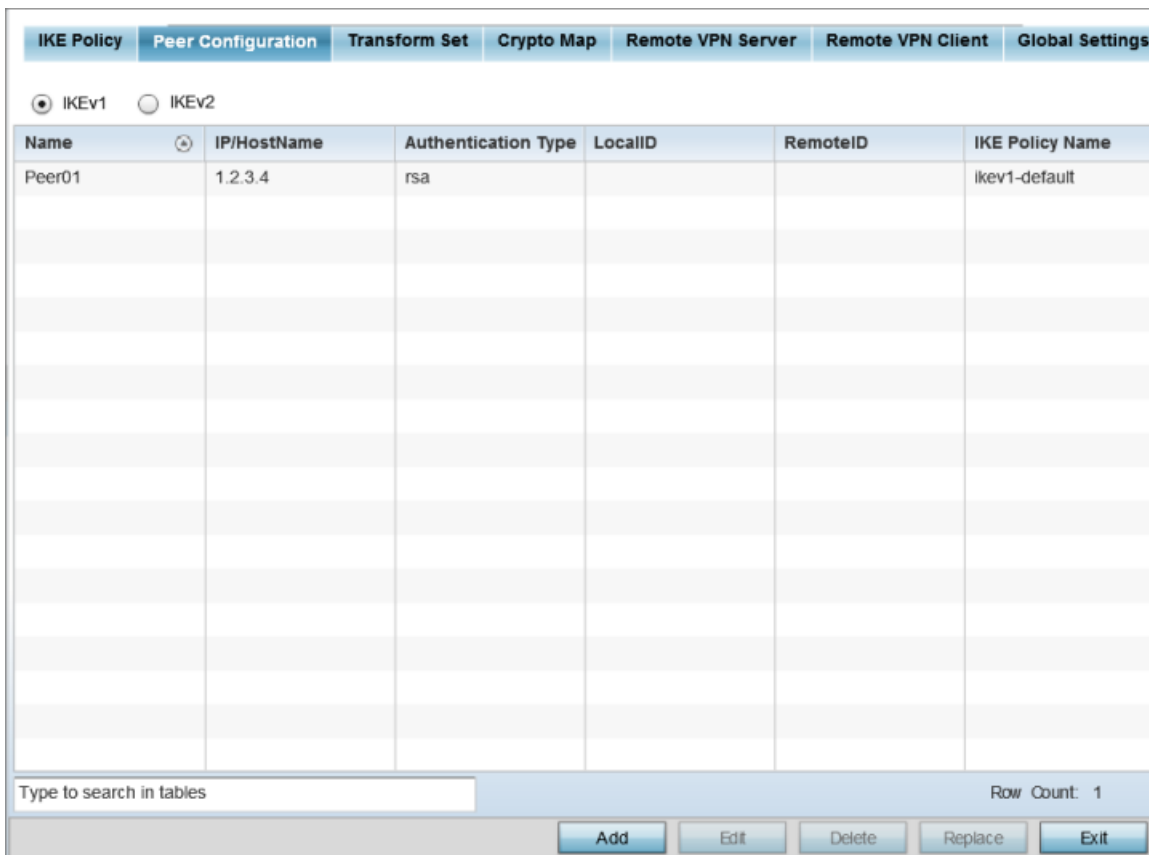 IKE Policy Peer Configuration Transform Set Crypto Map Remote VPN Server Remote VPN Client Global Settings
IKEv1 IKEv2
Name IP/HostName Authentication Type LocalID RemoteID IKE Policy Name
Peer01 1.2.3.4 rsa ikev1-default
Type to search in tables Row Count: 1
Add Edit Delete Replace Exit